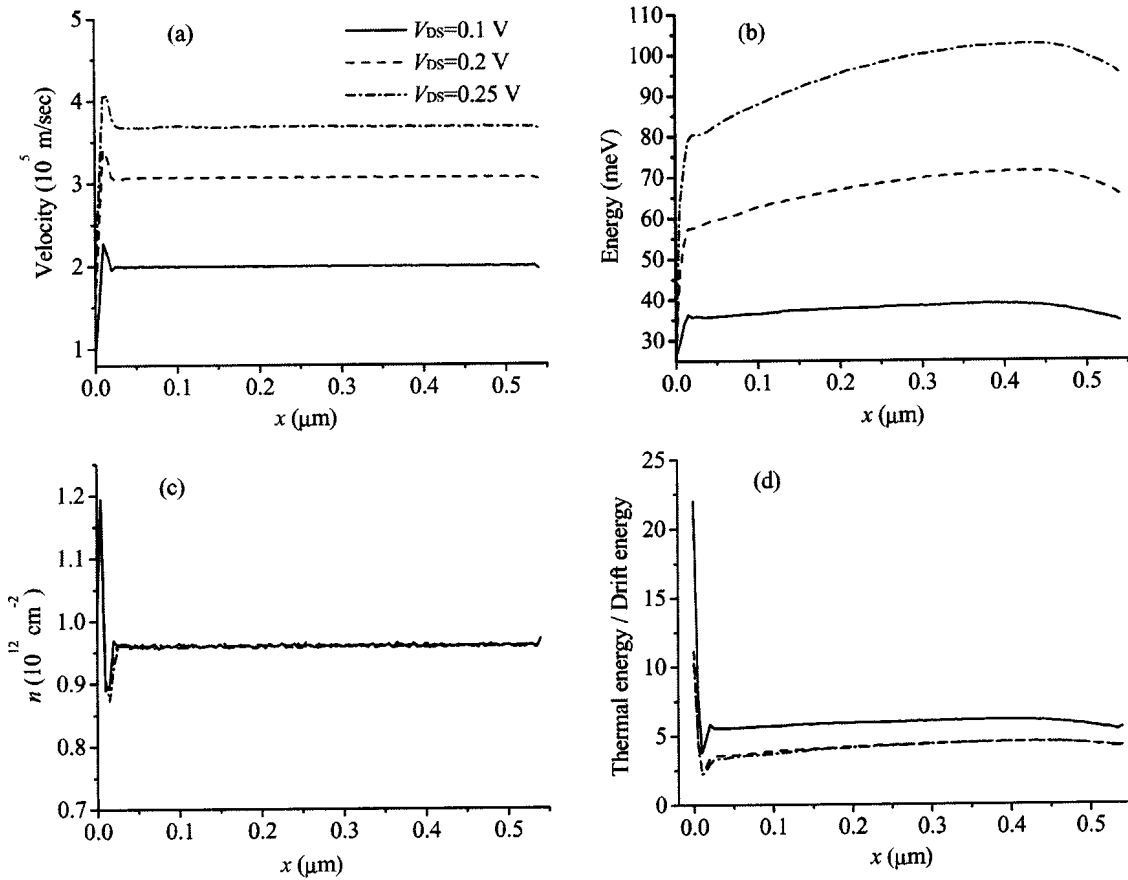 (a)
VDS=0.1 V
VDS=0.2 V
VDS=0.25 V
Velocity (10^5 m/sec)
5
4
3
2
1
0.0 0.1 0.2 0.3 0.4 0.5
x (μm)
(b)
Energy (meV)
110
100
90
80
70
60
50
40
30
0.0 0.1 0.2 0.3 0.4 0.5
x (μm)
(c)
n (10^12 cm^-2)
1.2
1.1
1.0
0.9
0.8
0.7
0.0 0.1 0.2 0.3 0.4 0.5
x (μm)
(d)
Thermal energy / Drift energy
25
20
15
10
5
0
0.0 0.1 0.2 0.3 0.4 0.5
x (μm)